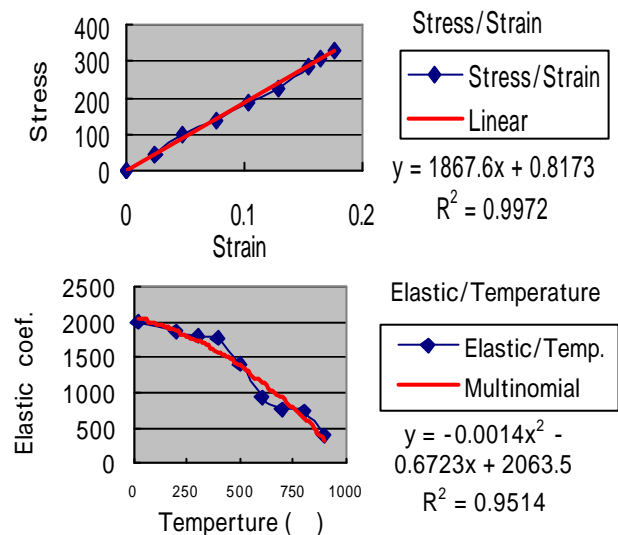 Stress/Strain
400
300
200
100
0
Stress
0 0.1 0.2
Strain
Stress/Strain
Linear
y = 1867.6x + 0.8173
R² = 0.9972
Elastic/Temperature
2500
2000
1500
1000
500
0
Elastic coef.
0 250 500 750 1000
Temperture ( )
Elastic/Temp.
Multinomial
y = -0.0014x² -
0.6723x + 2063.5
R² = 0.9514